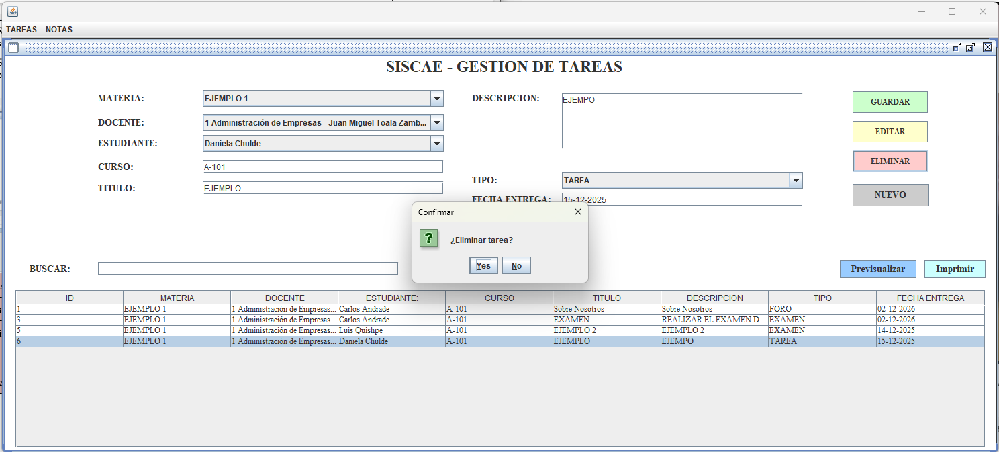 TAREAS NOTAS
SISCAE - GESTION DE TAREAS
MATERIA: EJEMPLO 1
DOCENTE: 1 Administración de Empresas - Juan Miguel Toala Zamb...
ESTUDIANTE: Daniela Chulde
CURSO: A-101
TITULO: EJEMPLO
DESCRIPCION: EJEMPO
TIPO: TAREA
FECHA ENTREGA: 15-12-2025
GUARDAR
EDITAR
ELIMINAR
NUEVO
Confirmar
?
¿Eliminar tarea?
Yes No
BUSCAR:
Previsualizar Imprimir
ID MATERIA DOCENTE ESTUDIANTE: CURSO TITULO DESCRIPCION TIPO FECHA ENTREGA
1 EJEMPLO 1 1 Administración de Empresas... Carlos Andrade A-101 Sobre Nosotros Sobre Nosotros FORO 02-12-2026
3 EJEMPLO 1 1 Administración de Empresas... Carlos Andrade A-101 EXAMEN REALIZAR EL EXAMEN D... EXAMEN 02-12-2026
5 EJEMPLO 1 1 Administración de Empresas... Luis Quishpe A-101 EJEMPLO 2 EJEMPLO 2 EXAMEN 14-12-2025
6 EJEMPLO 1 1 Administración de Empresas... Daniela Chulde A-101 EJEMPLO EJEMPO TAREA 15-12-2025